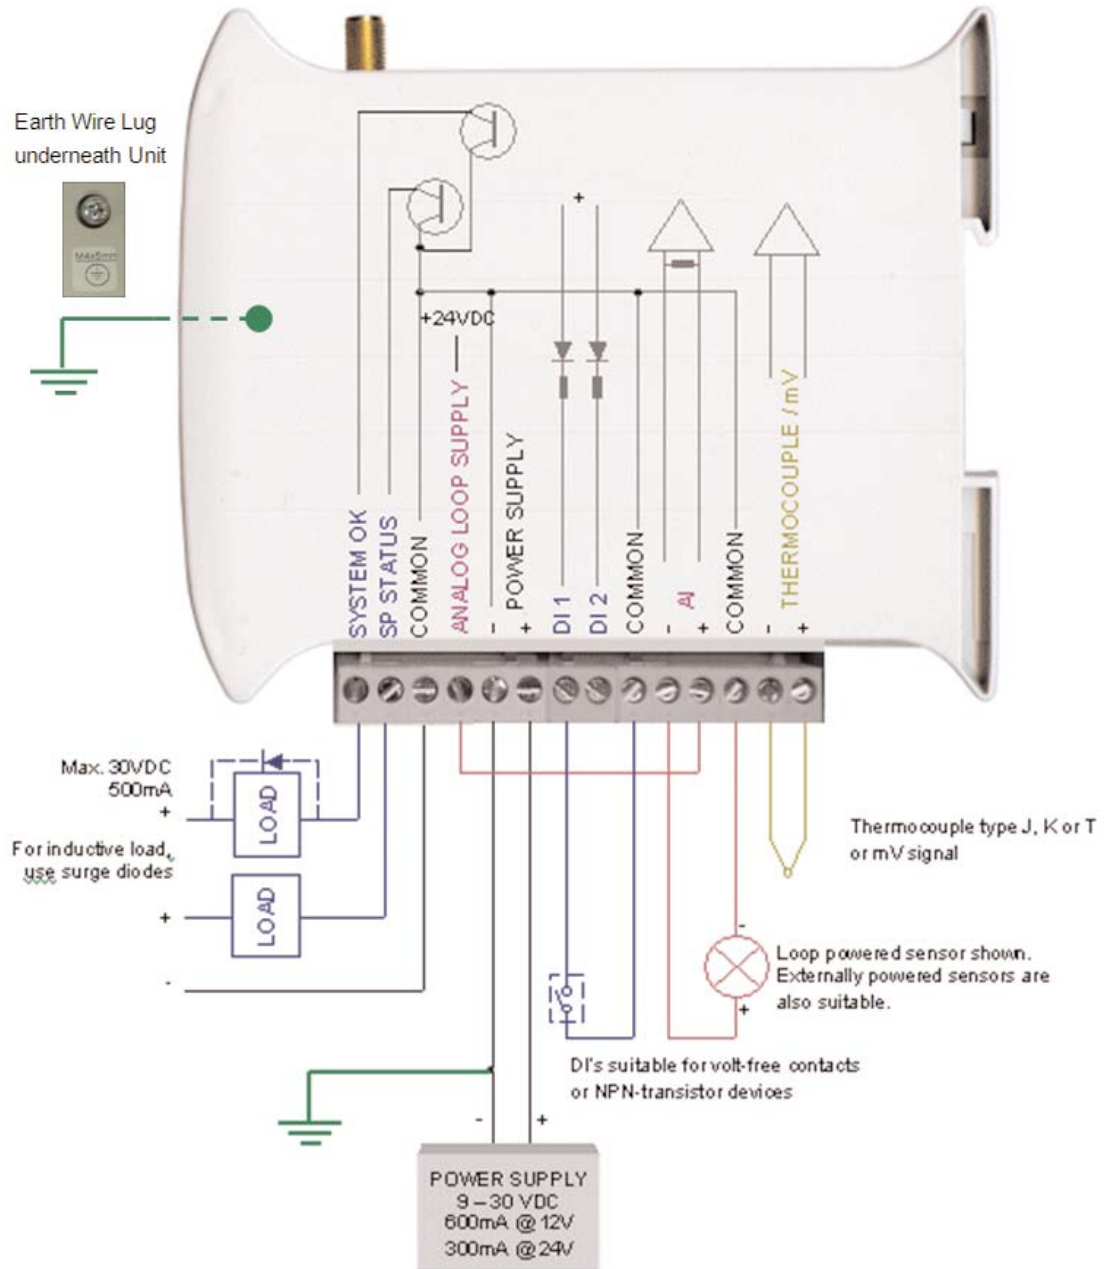 Earth Wire Lug
underneath Unit
M4x5mm
+
+24VDC
SYSTEM OK
SP STATUS
COMMON
ANALOG LOOP SUPPLY
-
+
POWER SUPPLY
DI 1
DI 2
COMMON
-
AI
+
COMMON
-
+
THERMOCOUPLE / mV
Max. 30VDC
500mA
+
LOAD
For inductive load,
use surge diodes
+
LOAD
-
Thermocouple type J, K or T
or mV signal
-
Loop powered sensor shown.
Externally powered sensors are
also suitable.
+
DI's suitable for volt-free contacts
or NPN-transistor devices
-
+
POWER SUPPLY
9 – 30 VDC
600mA @ 12V
300mA @ 24V